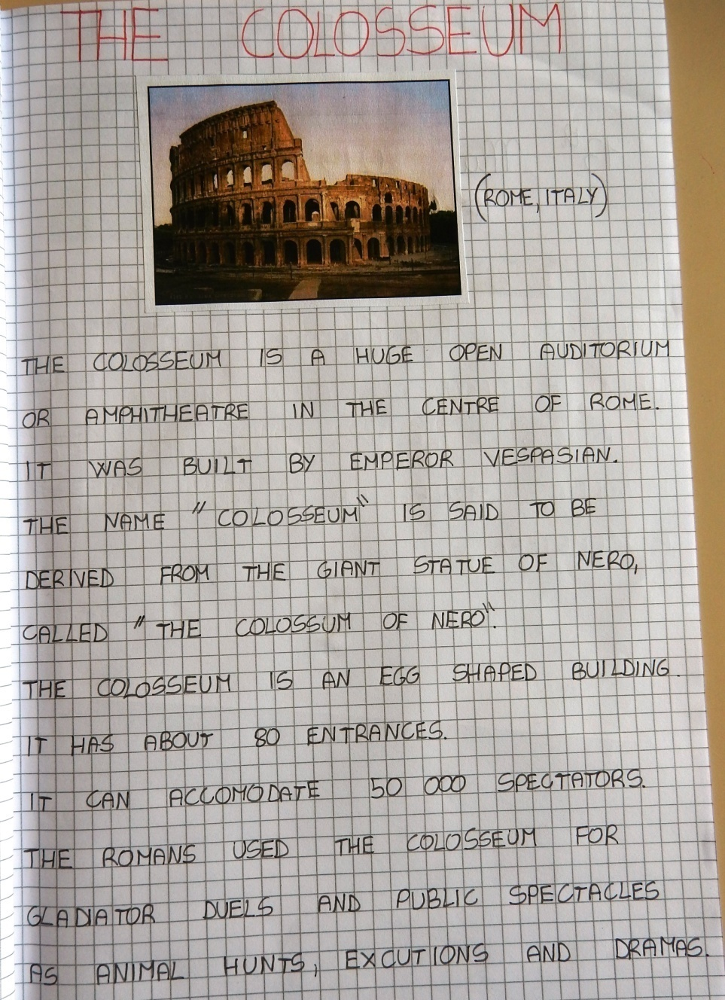 THE COLOSSEUM
(ROME, ITALY)
THE COLOSSEUM IS A HUGE OPEN AUDITORIUM
OR AMPHITHEATRE IN THE CENTRE OF ROME.
IT WAS BUILT BY EMPEROR VESPASIAN.
THE NAME "COLOSSEUM" IS SAID TO BE
DERIVED FROM THE GIANT STATUE OF NERO,
CALLED "THE COLOSSUM OF NERO".
THE COLOSSEUM IS AN EGG SHAPED BUILDING.
IT HAS ABOUT 80 ENTRANCES.
IT CAN ACCOMODATE 50 000 SPECTATORS.
THE ROMANS USED THE COLOSSEUM FOR
GLADIATOR DUELS AND PUBLIC SPECTACLES
AS ANIMAL HUNTS, EXCUTIONS AND DRAMAS.